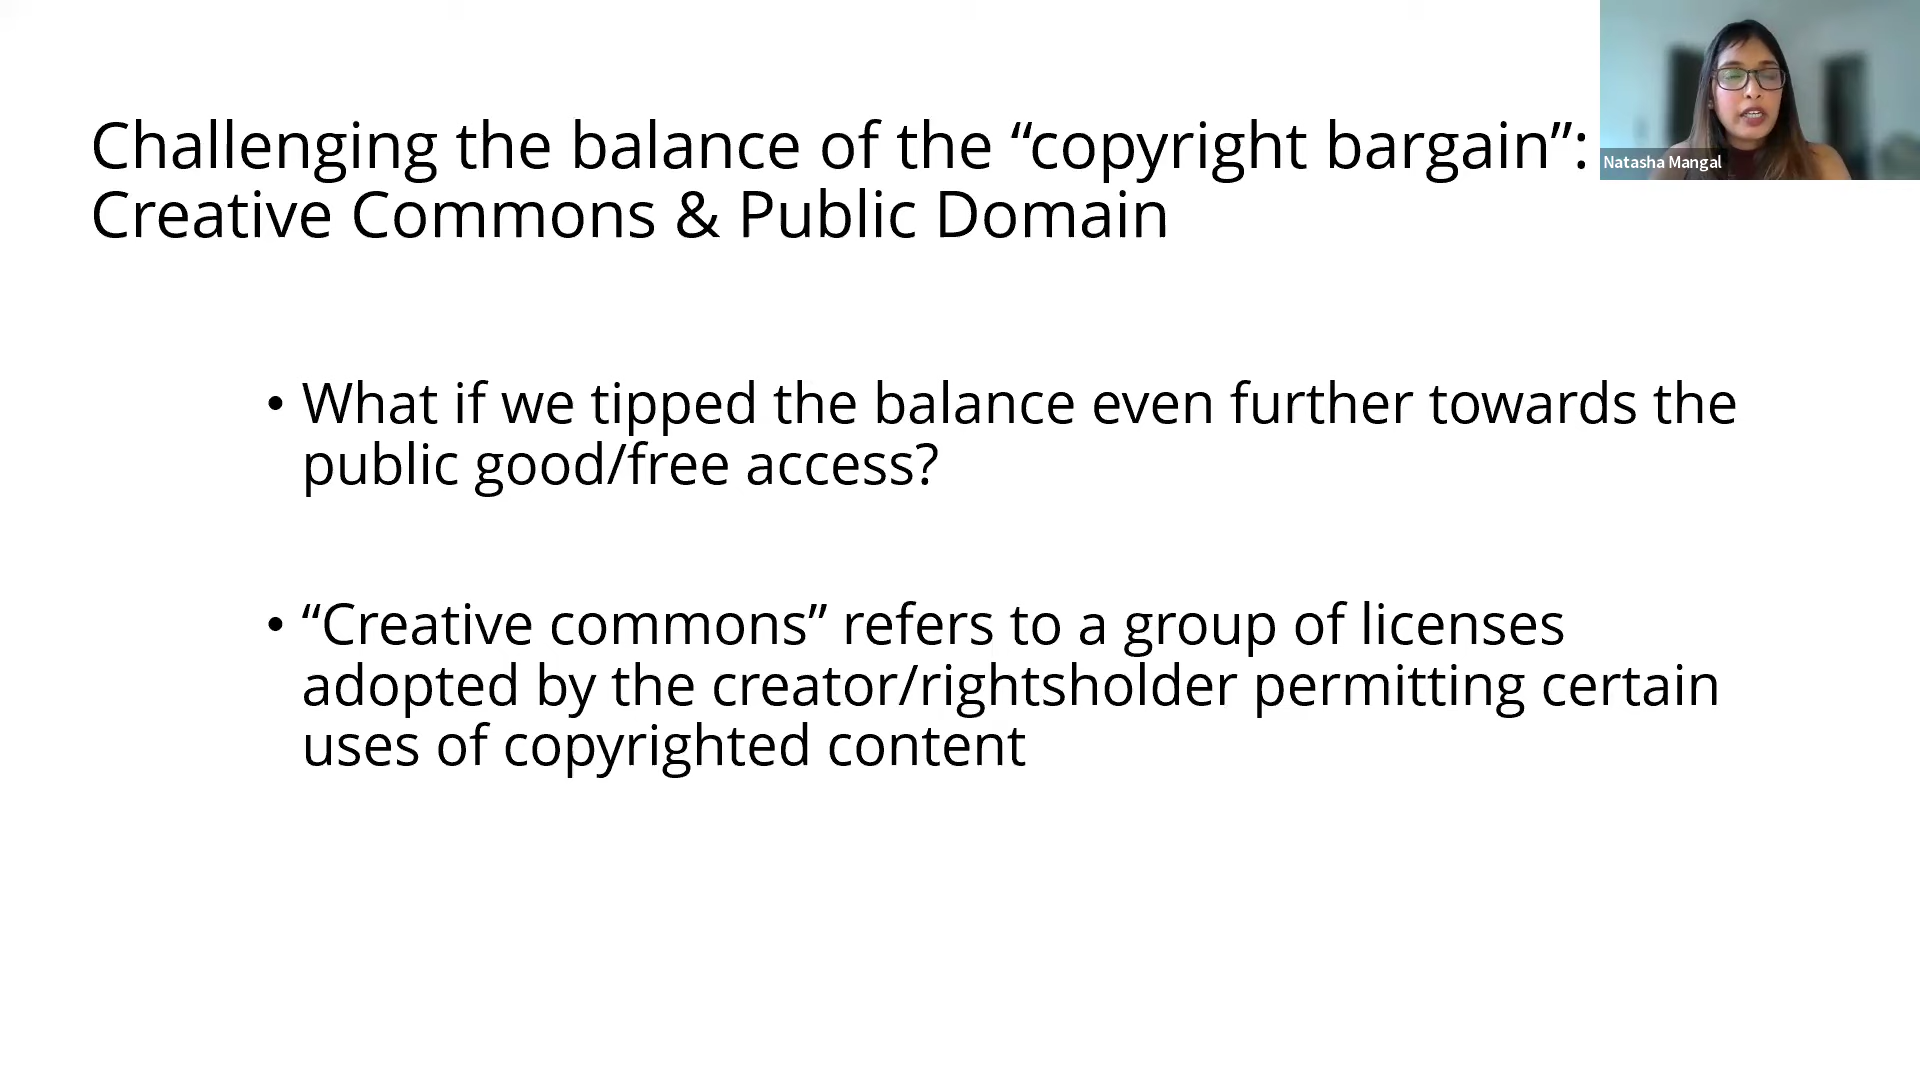 Challenging the balance of the “copyright bargain”:
Creative Commons & Public Domain
Natasha Mangal
• What if we tipped the balance even further towards the
public good/free access?
• “Creative commons” refers to a group of licenses
adopted by the creator/rightsholder permitting certain
uses of copyrighted content